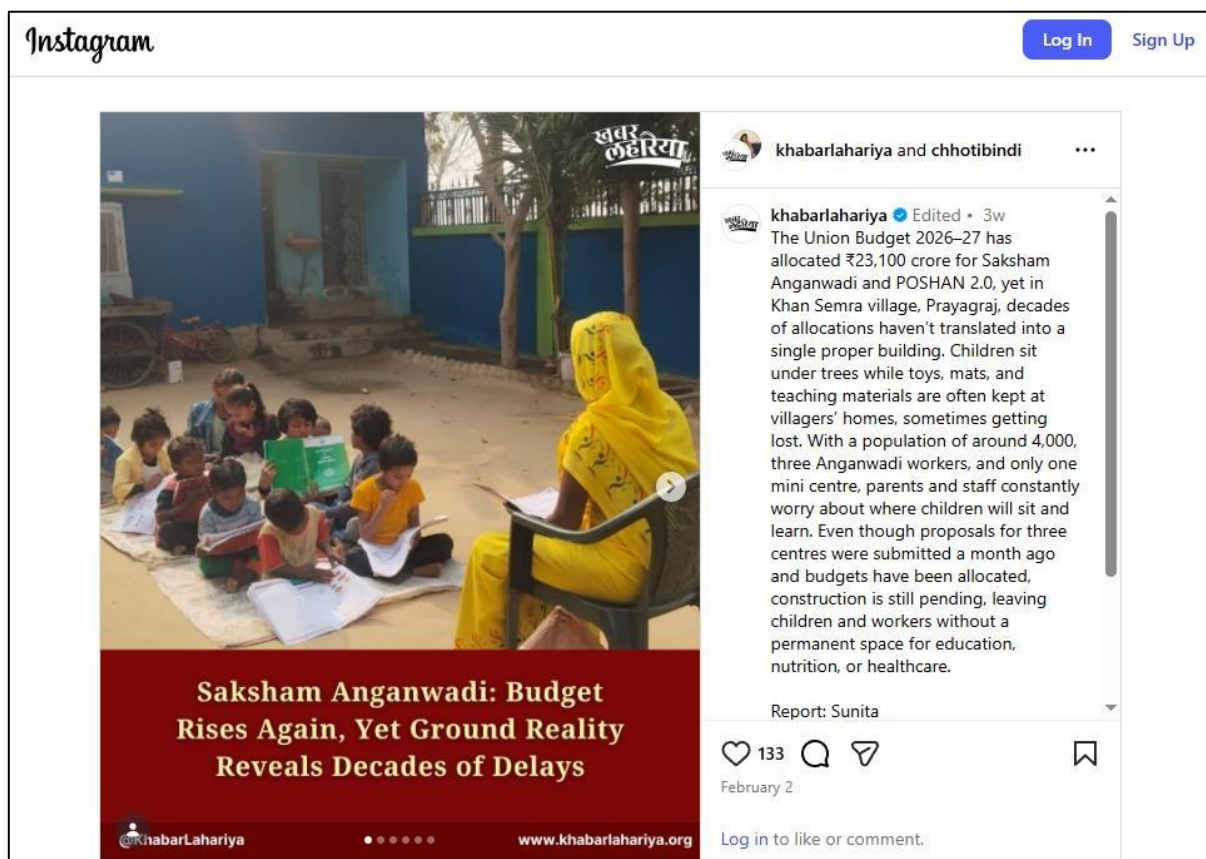 Instagram
Log In
Sign Up
खबर
लहरिया
Saksham Anganwadi: Budget
Rises Again, Yet Ground Reality
Reveals Decades of Delays
@KhabarLahariya
www.khabarlahariya.org
khabarlahariya and chhotibindi
khabarlahariya Edited • 3w
The Union Budget 2026–27 has
allocated ₹23,100 crore for Saksham
Anganwadi and POSHAN 2.0, yet in
Khan Semra village, Prayagraj, decades
of allocations haven't translated into a
single proper building. Children sit
under trees while toys, mats, and
teaching materials are often kept at
villagers' homes, sometimes getting
lost. With a population of around 4,000,
three Anganwadi workers, and only one
mini centre, parents and staff constantly
worry about where children will sit and
learn. Even though proposals for three
centres were submitted a month ago
and budgets have been allocated,
construction is still pending, leaving
children and workers without a
permanent space for education,
nutrition, or healthcare.
Report: Sunita
133
February 2
Log in to like or comment.